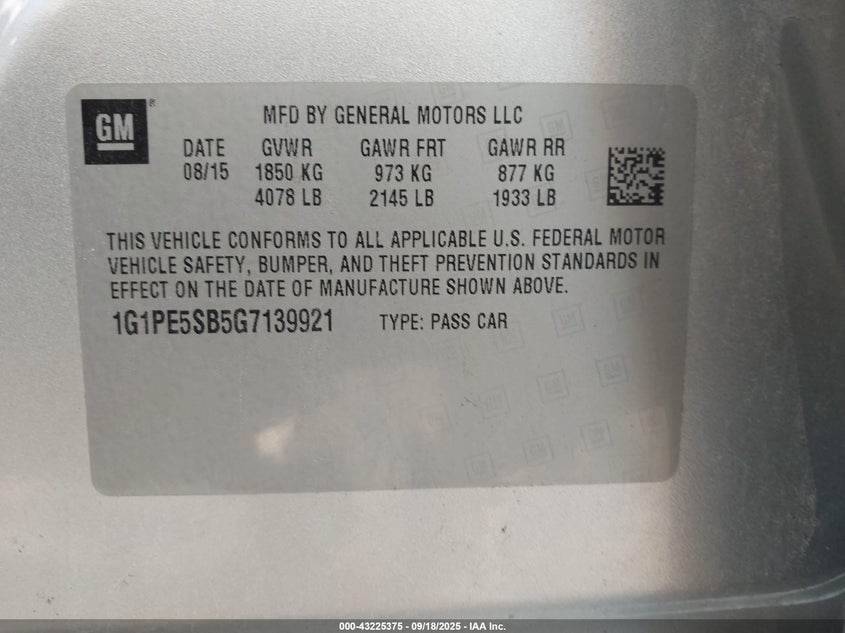 GM®
MFD BY GENERAL MOTORS LLC
DATE GVWR GAWR FRT GAWR RR
08/15 1850 KG 973 KG 877 KG
4078 LB 2145 LB 1933 LB
THIS VEHICLE CONFORMS TO ALL APPLICABLE U.S. FEDERAL MOTOR
VEHICLE SAFETY, BUMPER, AND THEFT PREVENTION STANDARDS IN
EFFECT ON THE DATE OF MANUFACTURE SHOWN ABOVE.
1G1PE5SB5G7139921 TYPE: PASS CAR
000-43225375 - 09/18/2025 - IAA Inc.